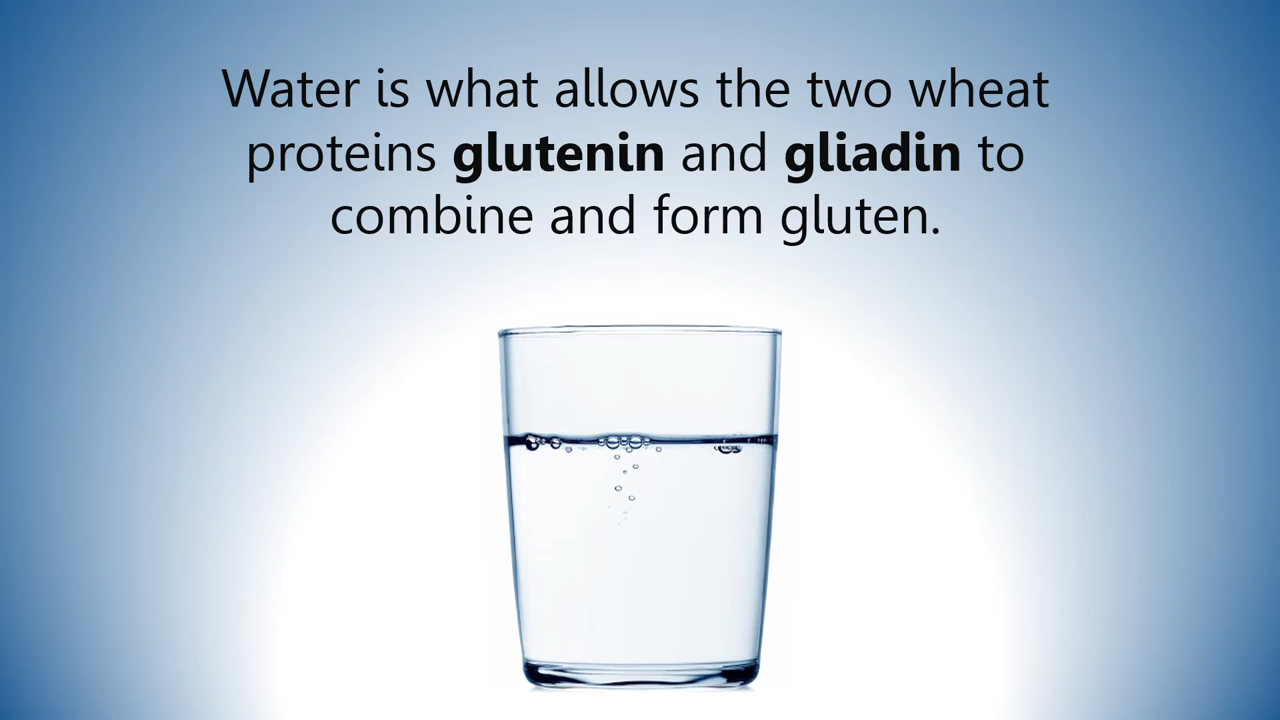 Water is what allows the two wheat
proteins glutenin and gliadin to
combine and form gluten.